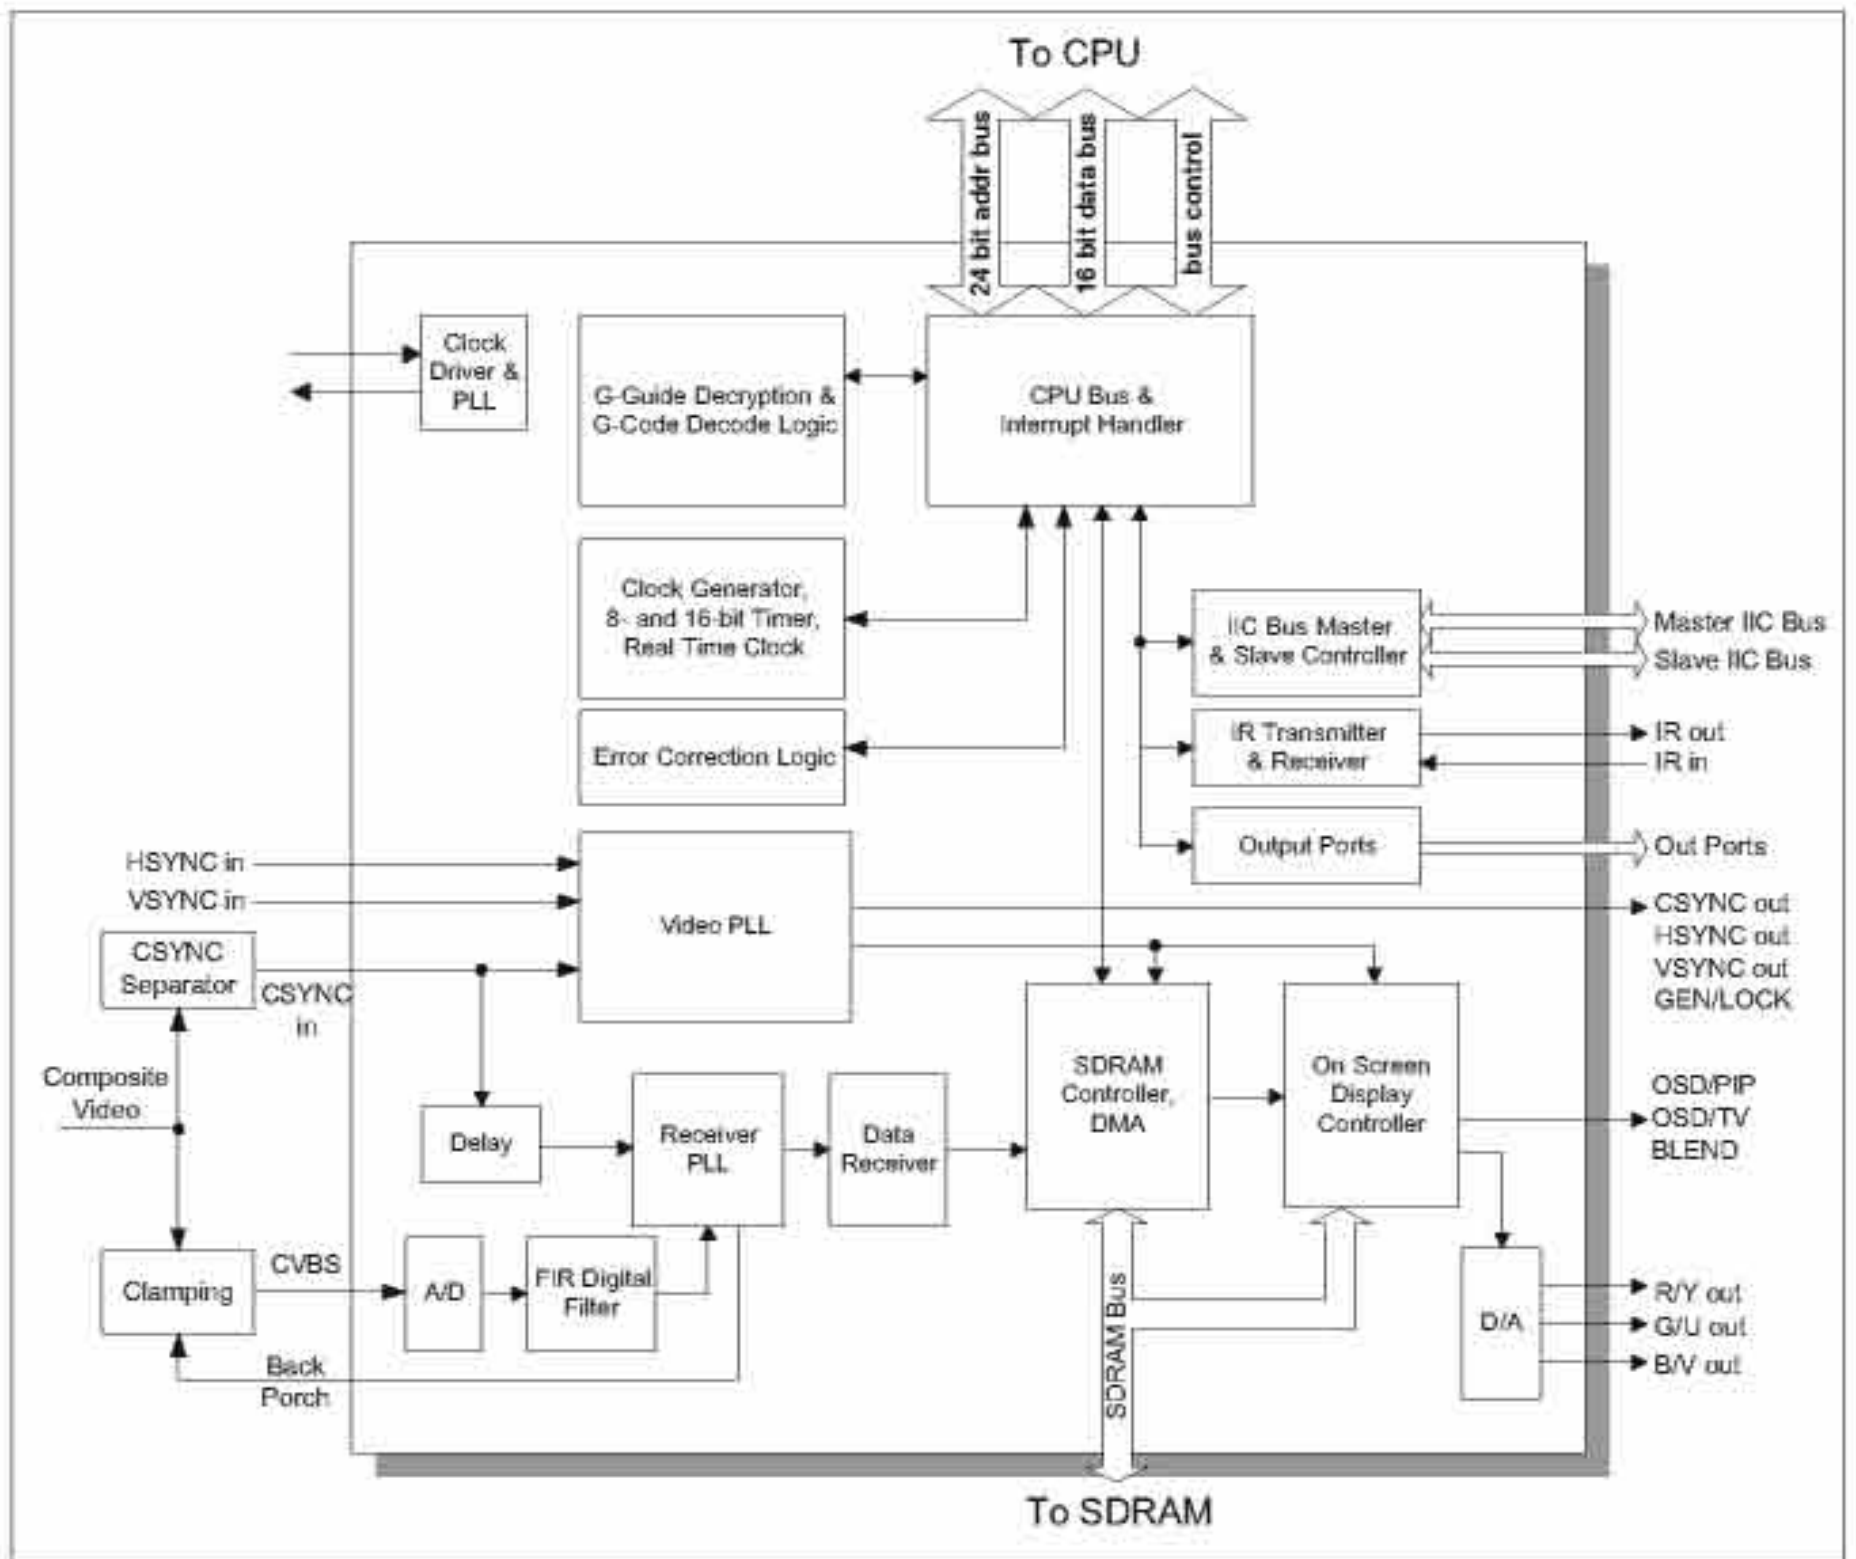 To CPU
24 bit addr bus
16 bit data bus
bus control
Clock
Driver &
PLL
G-Guide Decryption &
G-Code Decode Logic
CPU Bus &
Interrupt Handler
Clock Generator,
8- and 16-bit Timer,
Real Time Clock
IIC Bus Master
& Slave Controller
Master IIC Bus
Slave IIC Bus
Error Correction Logic
IR Transmitter
& Receiver
IR out
IR in
Output Ports
Out Ports
HSYNC in
VSYNC in
Video PLL
CSYNC
Separator
CSYNC
in
CSYNC out
HSYNC out
VSYNC out
GEN/LOCK
Composite
Video
Delay
Receiver
PLL
Data
Receiver
SDRAM
Controller,
DMA
On Screen
Display
Controller
OSD/PIP
OSD/TV
BLEND
Clamping
CVBS
A/D
FIR Digital
Filter
Back
Porch
SDRAM Bus
D/A
R/Y out
G/U out
B/V out
To SDRAM